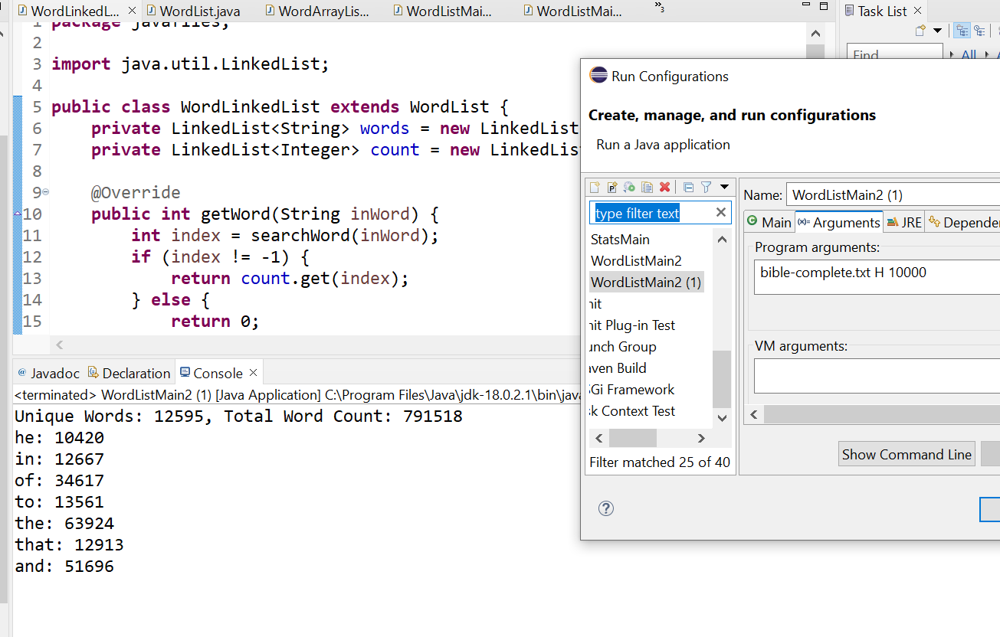 WordLinkedL... WordList.java WordArrayLis... WordListMai... WordListMai... »3
Task List
1 package javafiles;
2
3 import java.util.LinkedList;
4
5 public class WordLinkedList extends WordList {
6 private LinkedList<String> words = new LinkedList
7 private LinkedList<Integer> count = new LinkedLis
8
9 @Override
10 public int getWord(String inWord) {
11 int index = searchWord(inWord);
12 if (index != -1) {
13 return count.get(index);
14 } else {
15 return 0;
Find
All
@ Javadoc Declaration Console
<terminated> WordListMain2 (1) [Java Application] C:\Program Files\Java\jdk-18.0.2.1\bin\java
Unique Words: 12595, Total Word Count: 791518
he: 10420
in: 12667
of: 34617
to: 13561
the: 63924
that: 12913
and: 51696
Run Configurations
Create, manage, and run configurations
Run a Java application
type filter text
StatsMain
WordListMain2
WordListMain2 (1)
nit
nit Plug-in Test
unch Group
aven Build
Gi Framework
sk Context Test
Filter matched 25 of 40
Name: WordListMain2 (1)
Main (x)= Arguments JRE Dependen
Program arguments:
bible-complete.txt H 10000
VM arguments:
Show Command Line
?